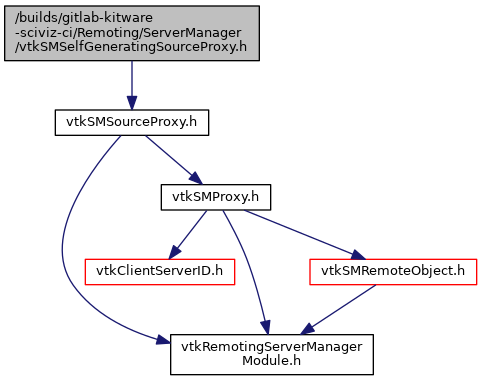 /builds/gitlab-kitware
-sciviz-ci/Remoting/ServerManager
/vtkSMSelfGeneratingSourceProxy.h
vtkSMSourceProxy.h
vtkSMProxy.h
vtkClientServerID.h
vtkSMRemoteObject.h
vtkRemotingServerManager
Module.h